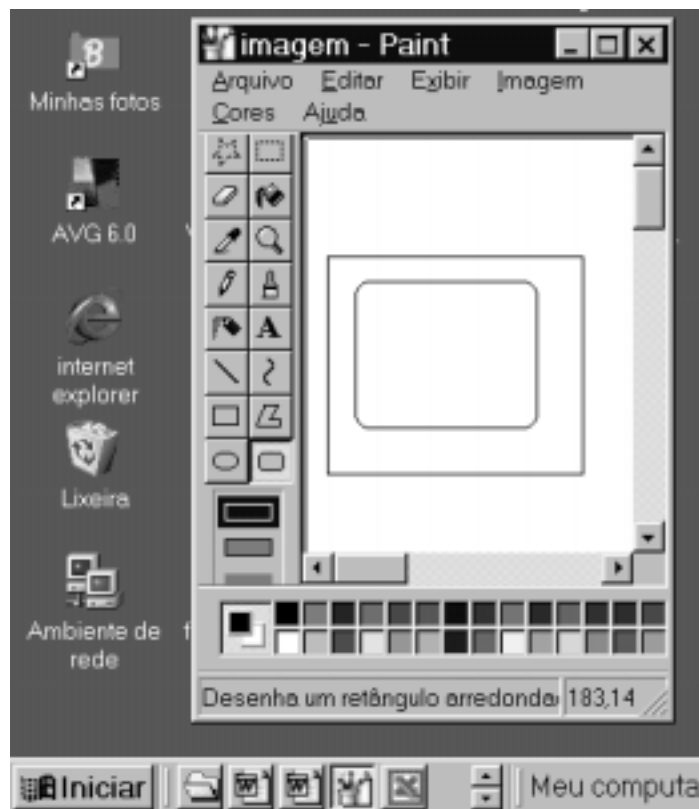 Minhas fotos
AVG 6.0
internet
explorer
Lixeira
Ambiente de
rede
imagem - Paint
Arquivo Editar Exibir Imagem
Cores Ajuda
A
Desenha um retângulo arredonda
183,14
Iniciar
Meu computa